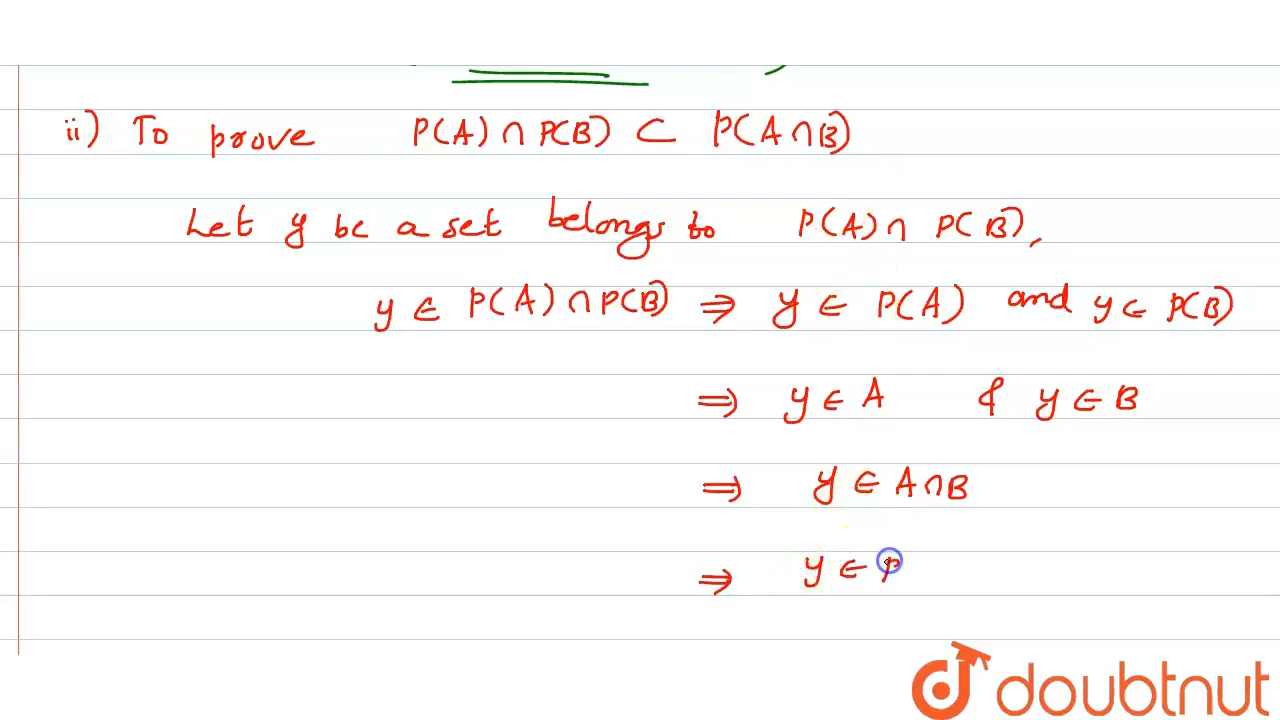 ii) To prove P(A) ∩ P(B) ⊂ P(A∩B)
Let y be a set belongs to P(A) ∩ P(B),
y ∈ P(A) ∩ P(B) ⇒ y ∈ P(A) and y ∈ P(B)
⇒ y ∈ A & y ∈ B
⇒ y ∈ A∩B
⇒ y ∈ P
doubtnut